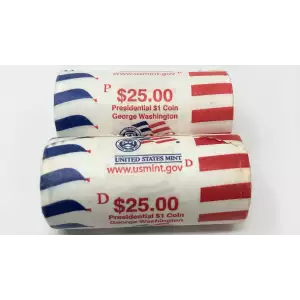 D
www.usmint.gov D
P
$25.00
Presidential $1 Coin
George Washington
UNITED STATES MINT
www.usmint.gov D
D
$25.00
Presidential $1 Coin
George Washington